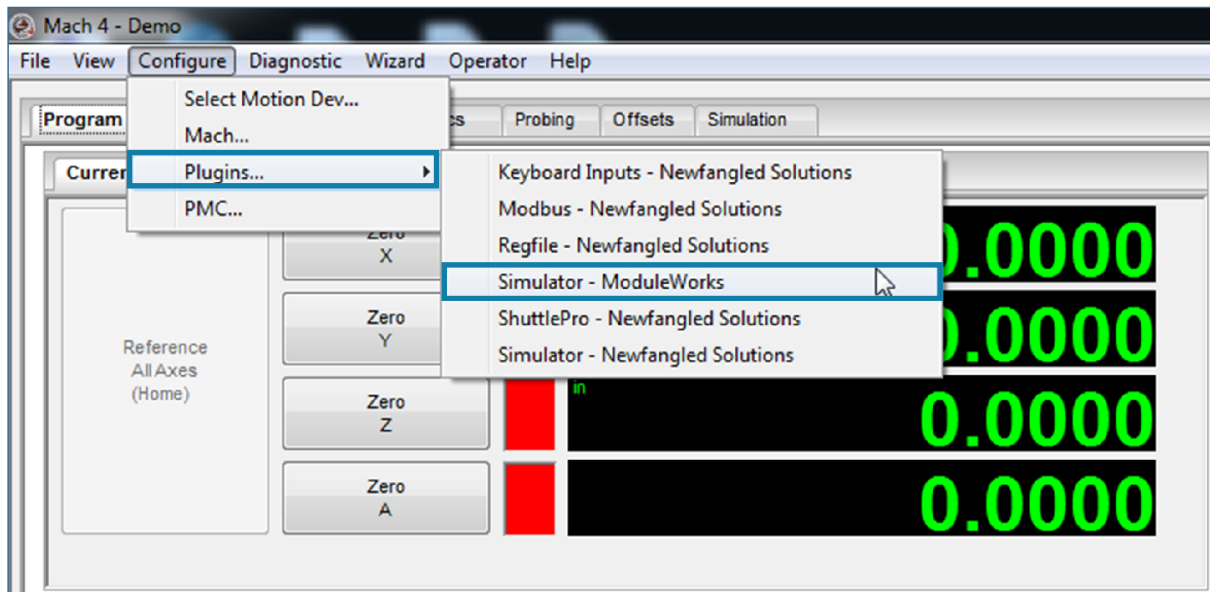 Mach 4 - Demo
File View Configure Diagnostic Wizard Operator Help
Select Motion Dev...
Mach...
Plugins...
PMC...
Program Probing Offsets Simulation
Keyboard Inputs - Newfangled Solutions
Modbus - Newfangled Solutions
Regfile - Newfangled Solutions
Simulator - ModuleWorks
ShuttlePro - Newfangled Solutions
Simulator - Newfangled Solutions
Reference
All Axes
(Home)
Zero
X
Zero
Y
Zero
Z
in
0.0000
Zero
A
0.0000